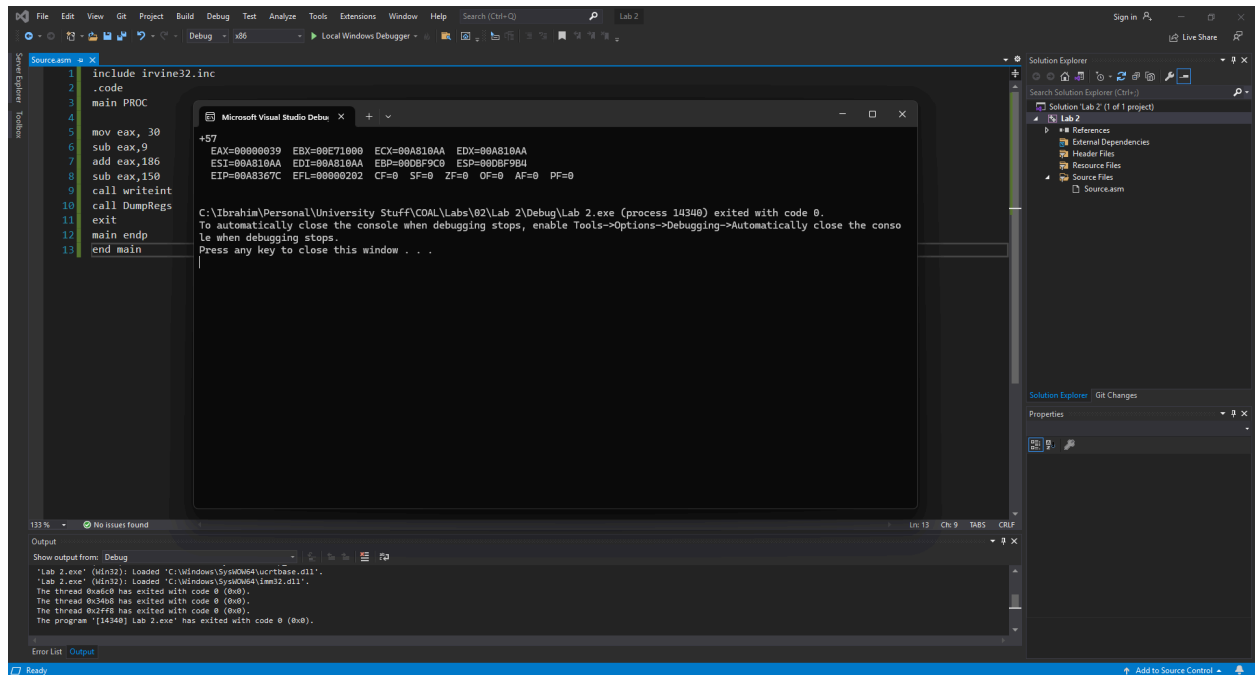 File Edit View Git Project Build Debug Test Analyze Tools Extensions Window Help Search (Ctrl+Q) Lab 2 Sign in
Debug x86 Local Windows Debugger Live Share
Server Explorer
Toolbox
Source.asm
1 include irvine32.inc
2 .code
3 main PROC
4
5 mov eax, 30
6 sub eax,9
7 add eax,186
8 sub eax,150
9 call writeint
10 call DumpRegs
11 exit
12 main endp
13 end main
Microsoft Visual Studio Debug
+57
EAX=00000039 EBX=00E71000 ECX=00A810AA EDX=00A810AA
ESI=00A810AA EDI=00A810AA EBP=00DBF9C0 ESP=00DBF9B4
EIP=00A8367C EFL=00000202 CF=0 SF=0 ZF=0 OF=0 AF=0 PF=0
C:\Ibrahim\Personal\University Stuff\COAL\Labs\02\Lab 2\Debug\Lab 2.exe (process 14340) exited with code 0.
To automatically close the console when debugging stops, enable Tools->Options->Debugging->Automatically close the conso
le when debugging stops.
Press any key to close this window . . .
133 % No issues found Ln: 13 Ch: 9 TABS CRLF
Output
Show output from: Debug
'Lab 2.exe' (Win32): Loaded 'C:\Windows\SysWOW64\ucrtbase.dll'.
'Lab 2.exe' (Win32): Loaded 'C:\Windows\SysWOW64\imm32.dll'.
The thread 0xa6c0 has exited with code 0 (0x0).
The thread 0x34b8 has exited with code 0 (0x0).
The thread 0x2ff8 has exited with code 0 (0x0).
The program '[14340] Lab 2.exe' has exited with code 0 (0x0).
Error List Output
Solution Explorer
Search Solution Explorer (Ctrl+;)
Solution 'Lab 2' (1 of 1 project)
Lab 2
References
External Dependencies
Header Files
Resource Files
Source Files
Source.asm
Solution Explorer Git Changes
Properties
Ready Add to Source Control